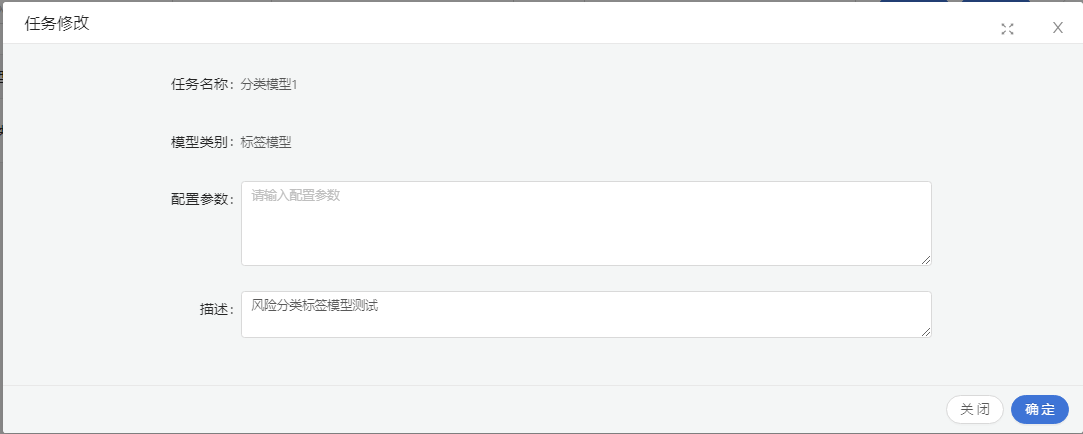 任务修改
X
任务名称：分类模型1
模型类别：标签模型
配置参数：请输入配置参数
描述：风险分类标签模型测试
关 闭 确 定